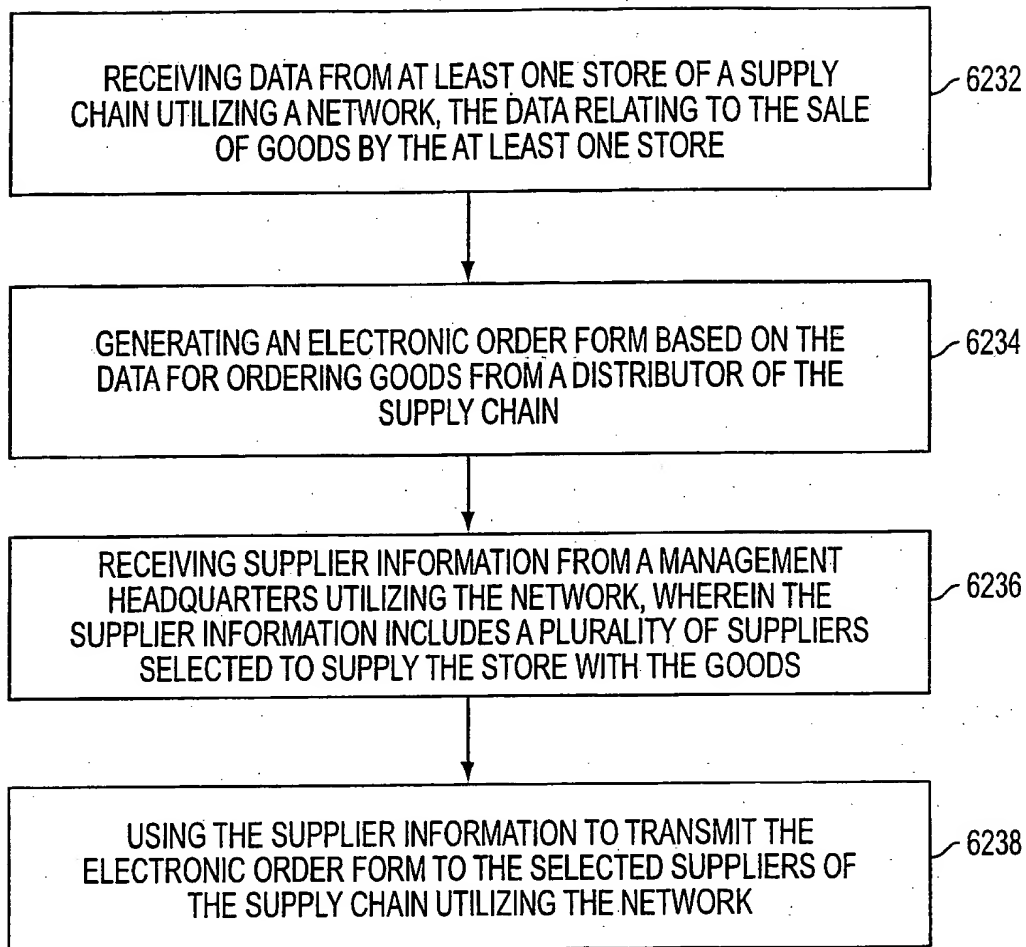 RECEIVING DATA FROM AT LEAST ONE STORE OF A SUPPLY
CHAIN UTILIZING A NETWORK, THE DATA RELATING TO THE SALE
OF GOODS BY THE AT LEAST ONE STORE
6232
GENERATING AN ELECTRONIC ORDER FORM BASED ON THE
DATA FOR ORDERING GOODS FROM A DISTRIBUTOR OF THE
SUPPLY CHAIN
6234
RECEIVING SUPPLIER INFORMATION FROM A MANAGEMENT
HEADQUARTERS UTILIZING THE NETWORK, WHEREIN THE
SUPPLIER INFORMATION INCLUDES A PLURALITY OF SUPPLIERS
SELECTED TO SUPPLY THE STORE WITH THE GOODS
6236
USING THE SUPPLIER INFORMATION TO TRANSMIT THE
ELECTRONIC ORDER FORM TO THE SELECTED SUPPLIERS OF
THE SUPPLY CHAIN UTILIZING THE NETWORK
6238